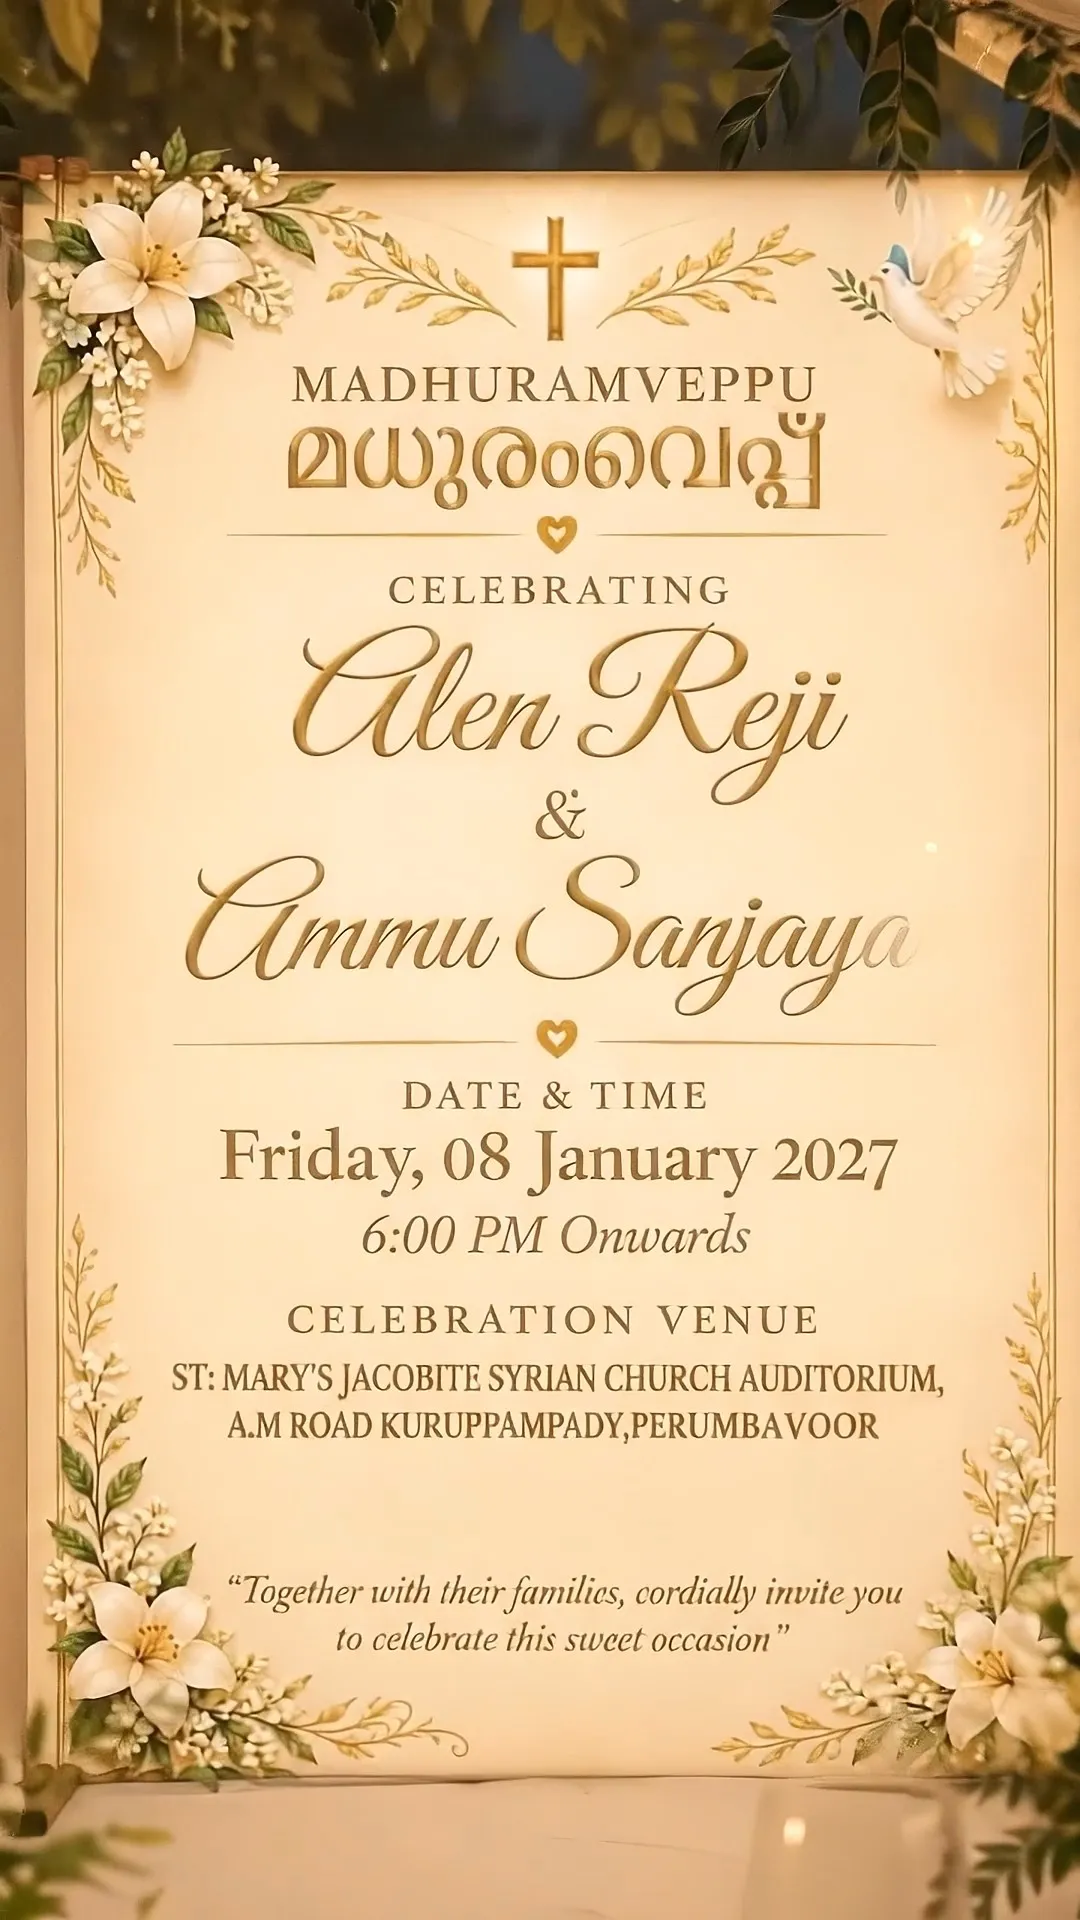 MADHURAMVEPPU
മധുരംവെപ്പ്
CELEBRATING
Alen Reji
&
Ammu Sanjaya
DATE & TIME
Friday, 08 January 2027
6:00 PM Onwards
CELEBRATION VENUE
ST: MARY'S JACOBITE SYRIAN CHURCH AUDITORIUM,
A.M ROAD KURUPPAMPADY,PERUMBAVOOR
“Together with their families, cordially invite you
to celebrate this sweet occasion”